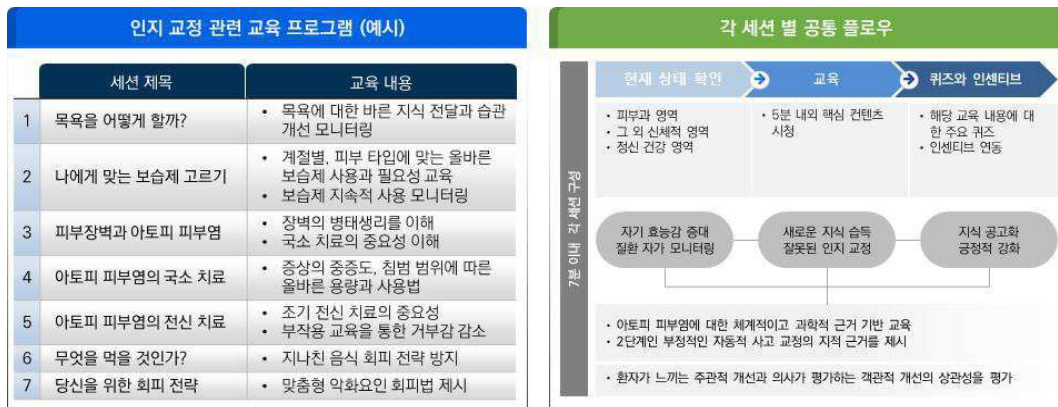 인지 교정 관련 교육 프로그램 (예시)
세션 제목
교육 내용
1
목욕을 어떻게 할까?
• 목욕에 대한 바른 지식 전달과 습관
개선 모니터링
2
나에게 맞는 보습제 고르기
• 계절별, 피부 타입에 맞는 올바른
보습제 사용과 필요성 교육
• 보습제 지속적 사용 모니터링
3
피부장벽과 아토피 피부염
• 장벽의 병태생리를 이해
• 국소 치료의 중요성 이해
4
아토피 피부염의 국소 치료
• 증상의 중증도, 침범 범위에 따른
올바른 용량과 사용법
5
아토피 피부염의 전신 치료
• 조기 전신 치료의 중요성
• 부작용 교육을 통한 거부감 감소
6
무엇을 먹을 것인가?
• 지나친 음식 회피 전략 방지
7
당신을 위한 회피 전략
• 맞춤형 악화요인 회피법 제시
각 세션 별 공통 플로우
7분 이내 각 세션 구성
현재 상태 확인
교육
퀴즈와 인센티브
• 피부과 영역
• 그 외 신체적 영역
• 정신 건강 영역
• 5분 내외 핵심 컨텐츠
시청
• 해당 교육 내용에 대
한 주요 퀴즈
• 인센티브 연동
자기 효능감 증대
질환 자가 모니터링
새로운 지식 습득
잘못된 인지 교정
지식 공고화
긍정적 강화
• 아토피 피부염에 대한 체계적이고 과학적 근거 기반 교육
• 2단계인 부정적인 자동적 사고 교정의 지적 근거를 제시
• 환자가 느끼는 주관적 개선과 의사가 평가하는 객관적 개선의 상관성을 평가